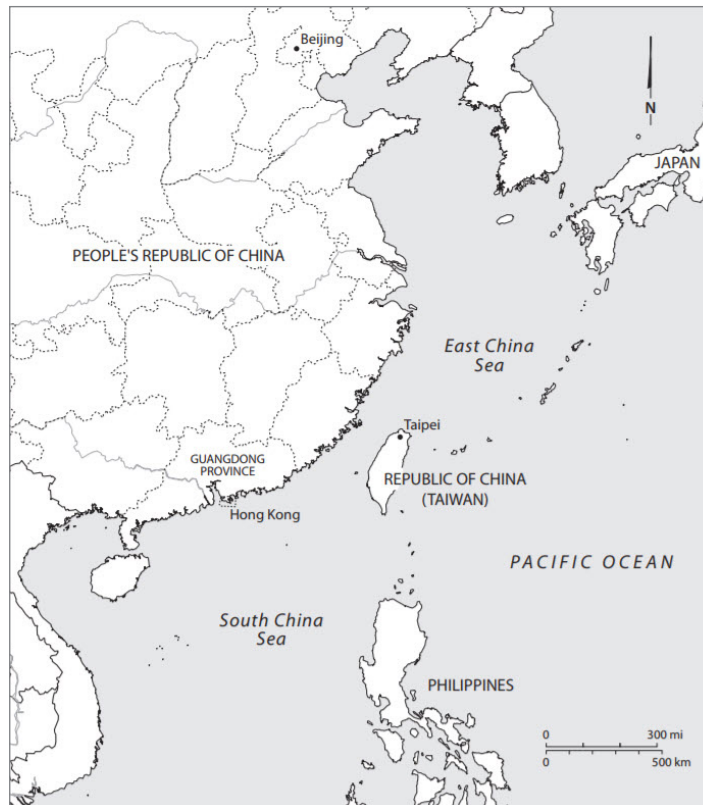 Beijing
N
JAPAN
PEOPLE'S REPUBLIC OF CHINA
East China
Sea
Taipei
GUANGDONG
PROVINCE
REPUBLIC OF CHINA
(TAIWAN)
Hong Kong
PACIFIC OCEAN
South China
Sea
PHILIPPINES
0 300 mi
0 500 km